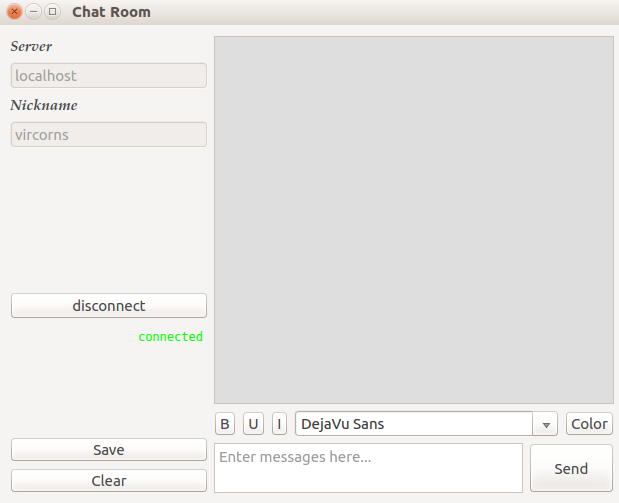 Chat Room
Server
localhost
Nickname
vircorns
disconnect
connected
Save
Clear
B U I DejaVu Sans Color
Enter messages here...
Send